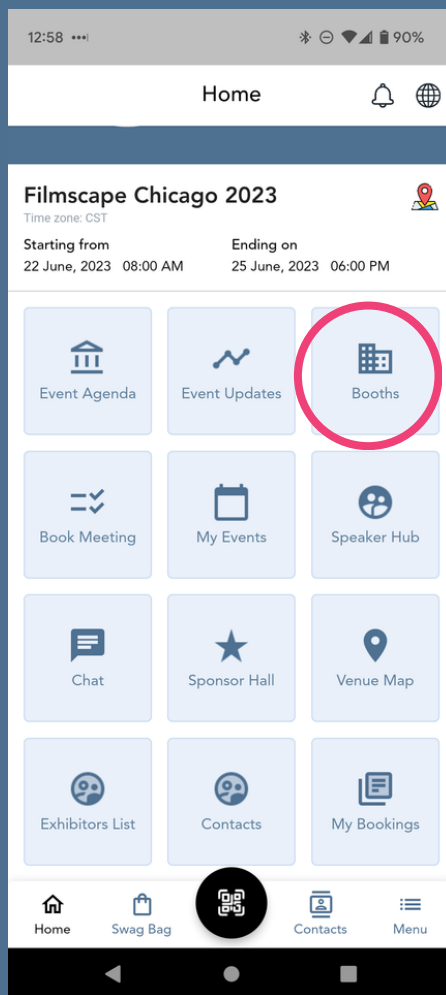 12:58
90%
Home
Filmscape Chicago 2023
Time zone: CST
Starting from Ending on
22 June, 2023 08:00 AM 25 June, 2023 06:00 PM
Event Agenda Event Updates Booths
Book Meeting My Events Speaker Hub
Chat Sponsor Hall Venue Map
Exhibitors List Contacts My Bookings
Home Swag Bag Contacts Menu